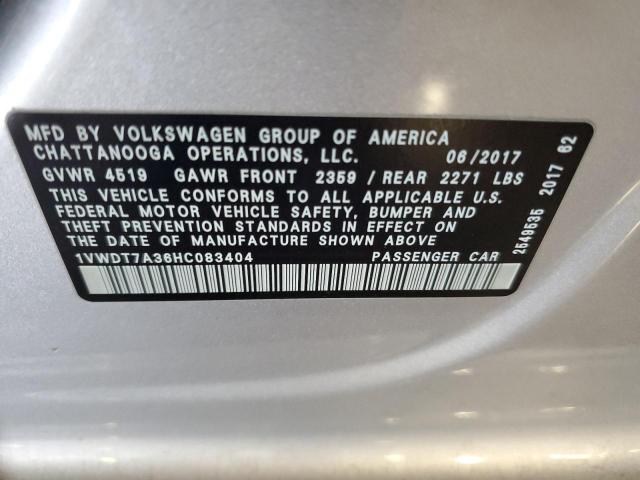 MFD BY VOLKSWAGEN GROUP OF AMERICA
CHATTANOOGA OPERATIONS, LLC. 06/2017
GVWR 4519 GAWR FRONT 2359 / REAR 2271 LBS
THIS VEHICLE CONFORMS TO ALL APPLICABLE U.S.
FEDERAL MOTOR VEHICLE SAFETY, BUMPER AND
THEFT PREVENTION STANDARDS IN EFFECT ON
THE DATE OF MANUFACTURE SHOWN ABOVE
1VWDT7A36HC083404 PASSENGER CAR
2549535 2017 62